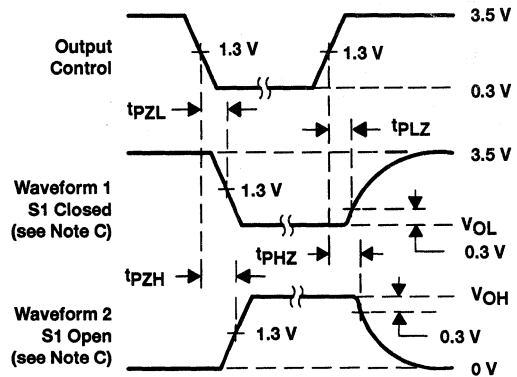 3.5 V
Output
Control
1.3 V
1.3 V
0.3 V
tPZL
tPLZ
3.5 V
Waveform 1
S1 Closed
(see Note C)
1.3 V
VOL
0.3 V
tPHZ
tPZH
VOH
Waveform 2
S1 Open
(see Note C)
1.3 V
0.3 V
0 V